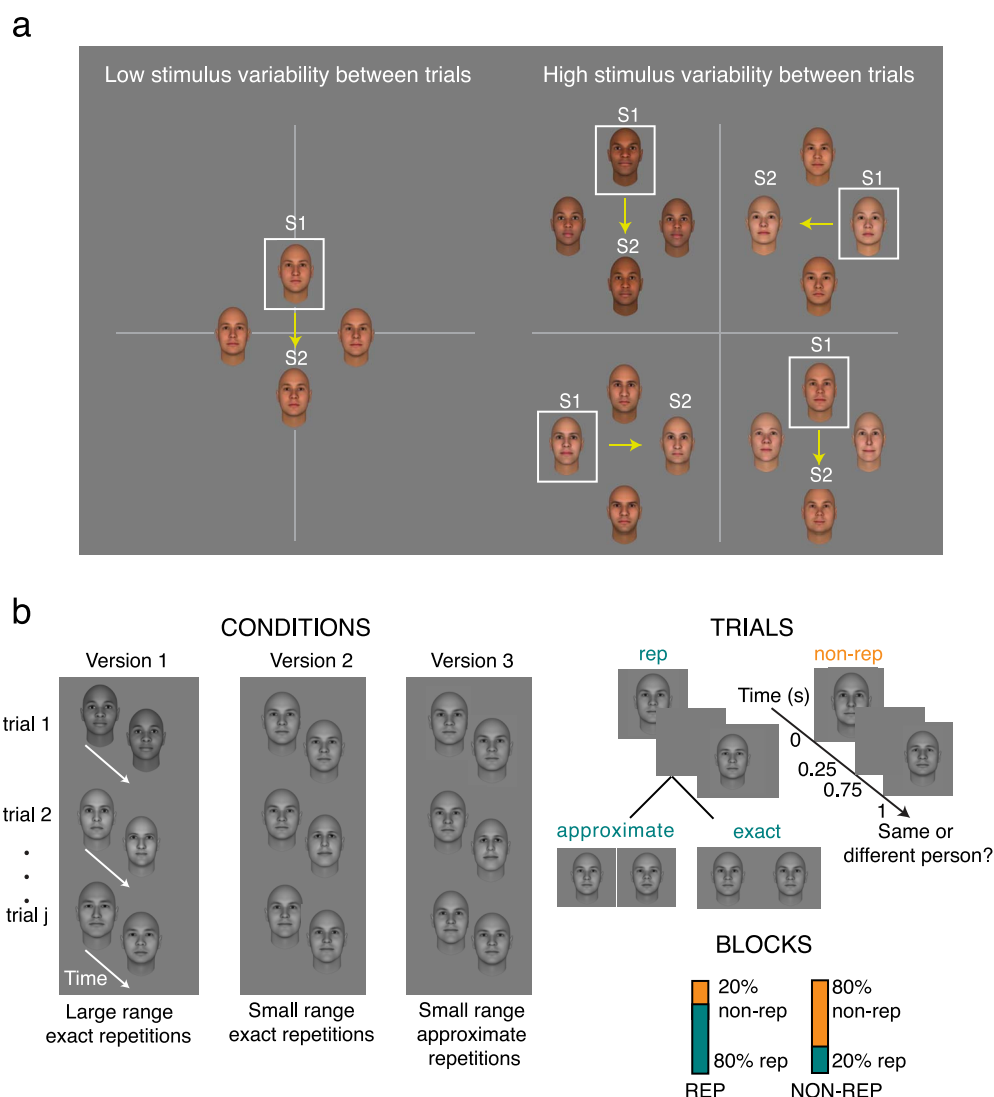 a
Low stimulus variability between trials
High stimulus variability between trials
S1
S2
S1
S2
S2
S1
S1
S2
S1
S2
b
CONDITIONS
Version 1
Version 2
Version 3
trial 1
trial 2
trial j
Time
Large range
exact repetitions
Small range
exact repetitions
Small range
approximate
repetitions
TRIALS
rep
non-rep
Time (s)
0
0.25
0.75
1
Same or
different person?
approximate
exact
BLOCKS
20%
non-rep
80% rep
REP
80%
non-rep
20% rep
NON-REP